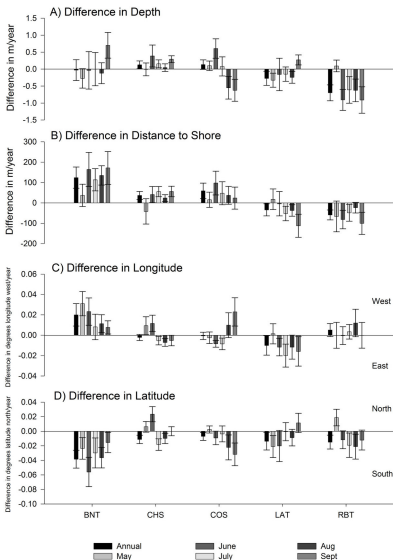 A) Difference in Depth
Difference in m/year
1.5
1.0
0.5
0.0
-0.5
-1.0
-1.5
B) Difference in Distance to Shore
Difference in m/year
300
200
100
0
-100
-200
C) Difference in Longitude
Difference in degrees longitude west/year
0.06
0.04
0.02
0.00
-0.02
-0.04
West
East
D) Difference in Latitude
Difference in degrees latitude north/year
0.04
0.02
0.00
-0.02
-0.04
-0.06
-0.08
-0.10
North
South
BNT CHS COS LAT RBT
Annual June Aug
May July Sept